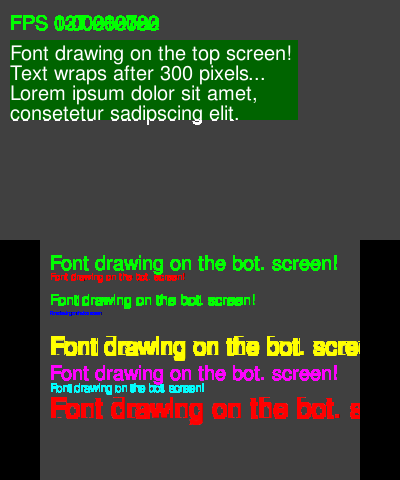 FPS
Font drawing on the top screen!
Text wraps after 300 pixels...
Lorem ipsum dolor sit amet,
consetetur sadipscing elit.
Font drawing on the bot. screen!
Font drawing on the bot. screen!
Font drawing on the bot. screen!
Font drawing on the bot. scree
Font drawing on the bot. screen!
Font drawing on the bot. screen!
Font drawing on the bot. s